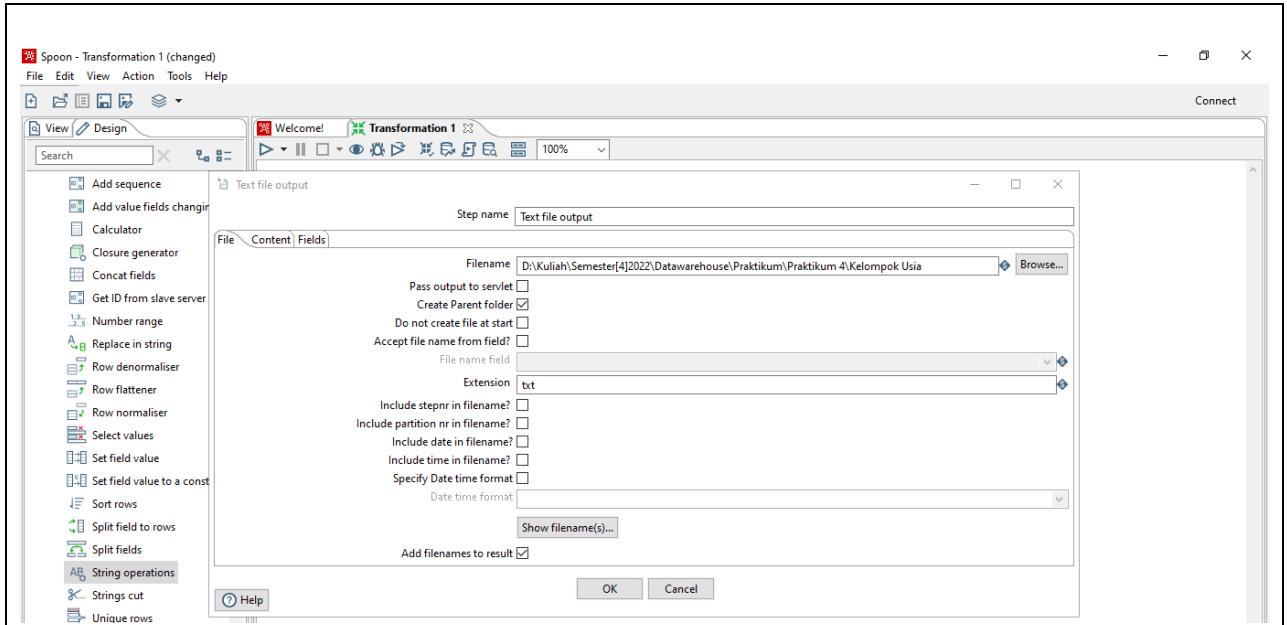 Spoon - Transformation 1 (changed)
File Edit View Action Tools Help
Connect
View Design
Welcome! Transformation 1
Search
100%
Add sequence
Add value fields changin
Calculator
Closure generator
Concat fields
Get ID from slave server
Number range
Replace in string
Row denormaliser
Row flattener
Row normaliser
Select values
Set field value
Set field value to a const
Sort rows
Split field to rows
Split fields
String operations
Strings cut
Unique rows
Text file output
Step name Text file output
File Content Fields
Filename D:\Kuliah\Semester[4]2022\Datawarehouse\Praktikum\Praktikum 4\Kelompok Usia Browse...
Pass output to servlet
Create Parent folder
Do not create file at start
Accept file name from field?
File name field
Extension txt
Include stepnr in filename?
Include partition nr in filename?
Include date in filename?
Include time in filename?
Specify Date time format
Date time format
Show filename(s)...
Add filenames to result
OK Cancel
Help